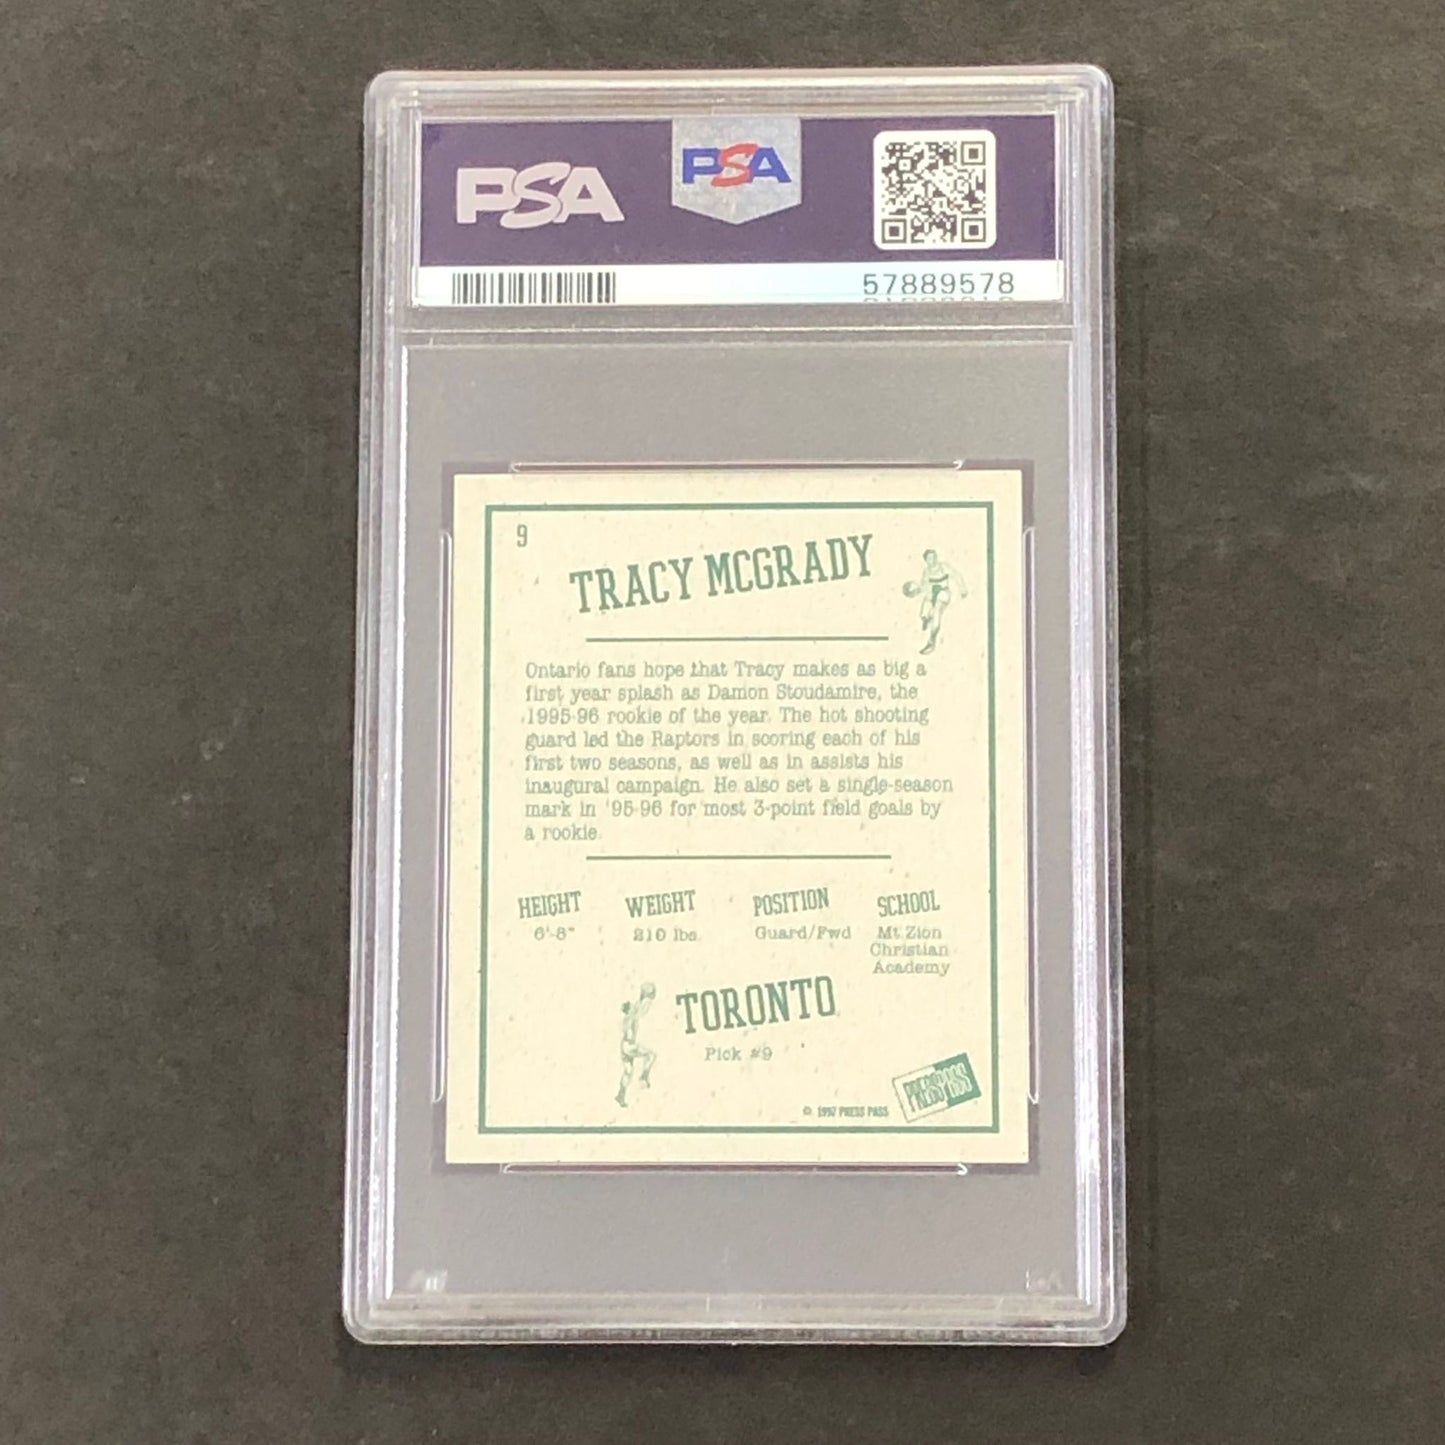 PSA
PSA
57889578
9
TRACY MCGRADY
Ontario fans hope that Tracy makes as big a
first year splash as Damon Stoudamire, the
1995-96 rookie of the year. The hot shooting
guard led the Raptors in scoring each of his
first two seasons, as well as in assists his
inaugural campaign. He also set a single-season
mark in '95-96 for most 3-point field goals by
a rookie.
HEIGHT WEIGHT POSITION SCHOOL
6'-8" 210 lbs. Guard/Fwd Mt. Zion
Christian
Academy
TORONTO
Pick #9
© 1997 PRESS PASS
PRESS PASS